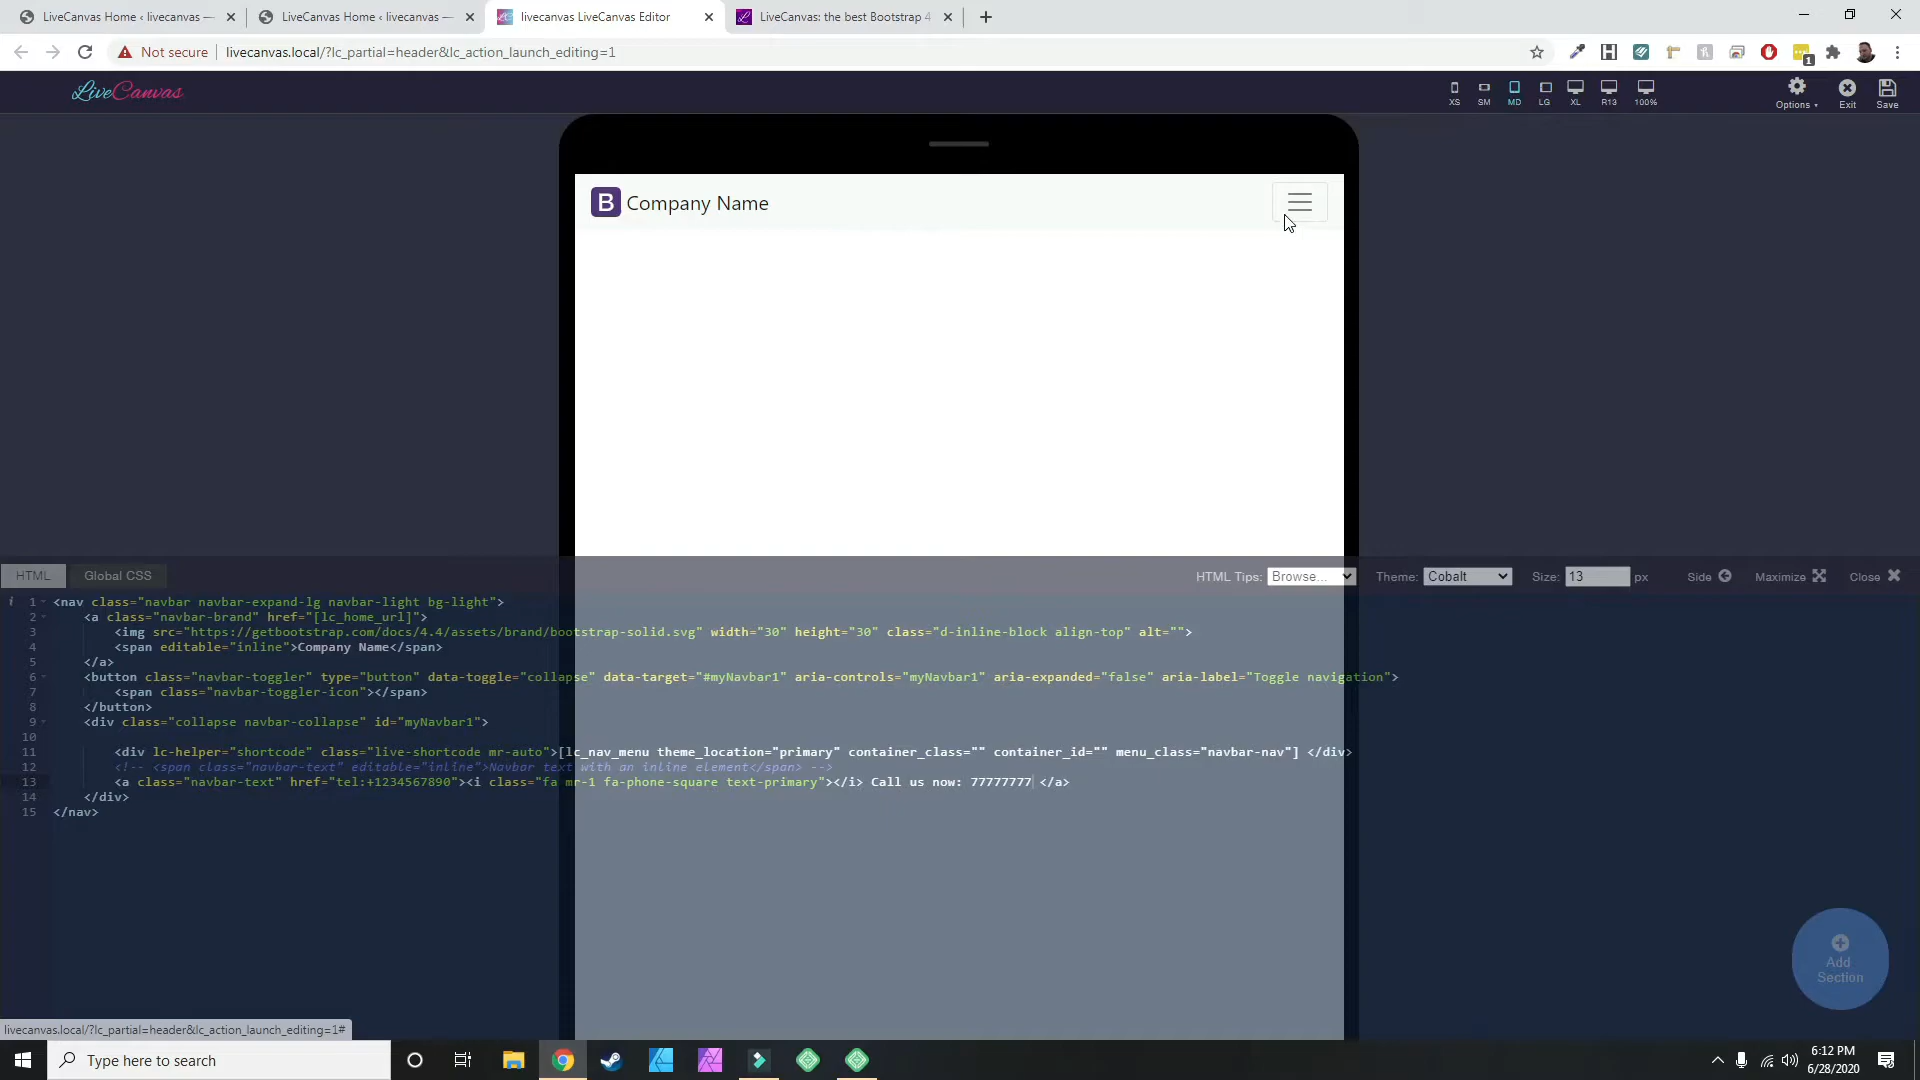 LiveCanvas Home ‹ livecanvas —
LiveCanvas Home ‹ livecanvas —
livecanvas LiveCanvas Editor
LiveCanvas: the best Bootstrap 4
Not secure
livecanvas.local/?lc_partial=header&lc_action_launch_editing=1
1
LiveCanvas
XS
SM
MD
LG
XL
R13
100%
Options
Exit
Save
B
Company Name
HTML
Global CSS
HTML Tips:
Browse...
Theme:
Cobalt
Size:
13
px
Side
Maximize
Close
1 <nav class="navbar navbar-expand-lg navbar-light bg-light">
2 <a class="navbar-brand" href="[lc_home_url]">
3 <img src="https://getbootstrap.com/docs/4.4/assets/brand/bootstrap-solid.svg" width="30" height="30" class="d-inline-block align-top" alt="">
4 <span editable="inline">Company Name</span>
5 </a>
6 <button class="navbar-toggler" type="button" data-toggle="collapse" data-target="#myNavbar1" aria-controls="myNavbar1" aria-expanded="false" aria-label="Toggle navigation">
7 <span class="navbar-toggler-icon"></span>
8 </button>
9 <div class="collapse navbar-collapse" id="myNavbar1">
10
11 <div lc-helper="shortcode" class="live-shortcode mr-auto">[lc_nav_menu theme_location="primary" container_class="" container_id="" menu_class="navbar-nav"] </div>
12 <!-- <span class="navbar-text" editable="inline">Navbar text with an inline element</span> -->
13 <a class="navbar-text" href="tel:+1234567890"><i class="fa mr-1 fa-phone-square text-primary"></i> Call us now: 77777777 </a>
14 </div>
15 </nav>
Add
Section
livecanvas.local/?lc_partial=header&lc_action_launch_editing=1#
Type here to search
6:12 PM
6/28/2020